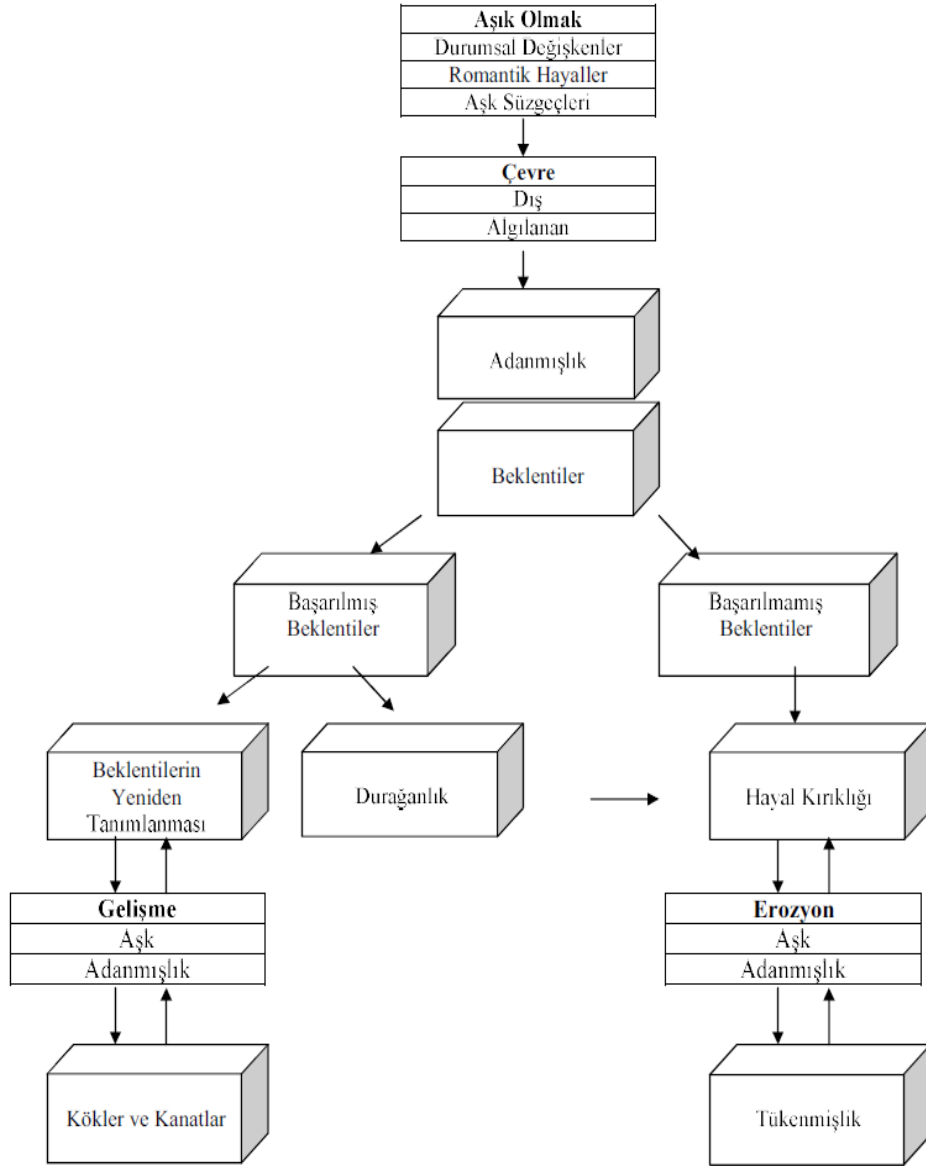 Aşık Olmak
Durumsal Değişkenler
Romantik Hayaller
Aşk Süzgeçleri
Çevre
Dış
Algılanan
Adanmışlık
Beklentiler
Başarılmış
Beklentiler
Başarılmamış
Beklentiler
Beklentilerin
Yeniden
Tanımlanması
Durağanlık
Hayal Kırıklığı
Gelişme
Aşk
Adanmışlık
Erozyon
Aşk
Adanmışlık
Kökler ve Kanatlar
Tükenmişlik